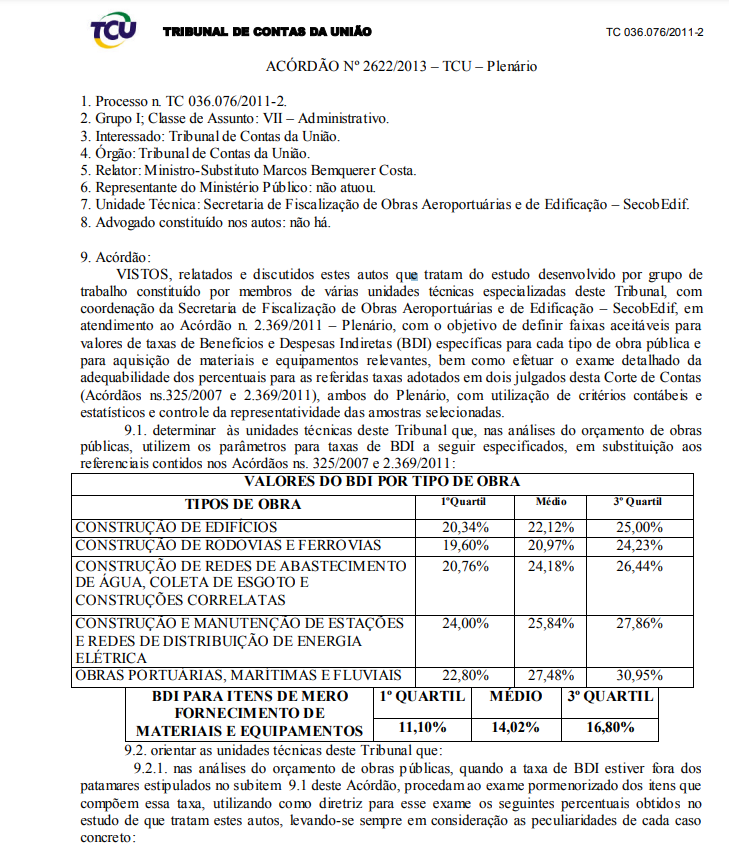 TCU TRIBUNAL DE CONTAS DA UNIÃO TC 036.076/2011-2
ACÓRDÃO Nº 2622/2013 – TCU – Plenário
1. Processo n. TC 036.076/2011-2.
2. Grupo I; Classe de Assunto: VII – Administrativo.
3. Interessado: Tribunal de Contas da União.
4. Órgão: Tribunal de Contas da União.
5. Relator: Ministro-Substituto Marcos Bemquerer Costa.
6. Representante do Ministério Público: não atuou.
7. Unidade Técnica: Secretaria de Fiscalização de Obras Aeroportuárias e de Edificação – SecobEdif.
8. Advogado constituído nos autos: não há.
9. Acórdão:
VISTOS, relatados e discutidos estes autos que tratam do estudo desenvolvido por grupo de
trabalho constituído por membros de várias unidades técnicas especializadas deste Tribunal, com
coordenação da Secretaria de Fiscalização de Obras Aeroportuárias e de Edificação – SecobEdif, em
atendimento ao Acórdão n. 2.369/2011 – Plenário, com o objetivo de definir faixas aceitáveis para
valores de taxas de Benefícios e Despesas Indiretas (BDI) específicas para cada tipo de obra pública e
para aquisição de materiais e equipamentos relevantes, bem como efetuar o exame detalhado da
adequabilidade dos percentuais para as referidas taxas adotados em dois julgados desta Corte de Contas
(Acórdãos ns.325/2007 e 2.369/2011), ambos do Plenário, com utilização de critérios contábeis e
estatísticos e controle da representatividade das amostras selecionadas.
9.1. determinar às unidades técnicas deste Tribunal que, nas análises do orçamento de obras
públicas, utilizem os parâmetros para taxas de BDI a seguir especificados, em substituição aos
referenciais contidos nos Acórdãos ns. 325/2007 e 2.369/2011:
VALORES DO BDI POR TIPO DE OBRA
TIPOS DE OBRA 1ºQuartil Médio 3º Quartil
CONSTRUÇÃO DE EDIFÍCIOS 20,34% 22,12% 25,00%
CONSTRUÇÃO DE RODOVIAS E FERROVIAS 19,60% 20,97% 24,23%
CONSTRUÇÃO DE REDES DE ABASTECIMENTO 20,76% 24,18% 26,44%
DE ÁGUA, COLETA DE ESGOTO E
CONSTRUÇÕES CORRELATAS
CONSTRUÇÃO E MANUTENÇÃO DE ESTAÇÕES 24,00% 25,84% 27,86%
E REDES DE DISTRIBUIÇÃO DE ENERGIA
ELÉTRICA
OBRAS PORTUÁRIAS, MARÍTIMAS E FLUVIAIS 22,80% 27,48% 30,95%
BDI PARA ITENS DE MERO 1º QUARTIL MÉDIO 3º QUARTIL
FORNECIMENTO DE
MATERIAIS E EQUIPAMENTOS 11,10% 14,02% 16,80%
9.2. orientar as unidades técnicas deste Tribunal que:
9.2.1. nas análises do orçamento de obras públicas, quando a taxa de BDI estiver fora dos
patamares estipulados no subitem 9.1 deste Acórdão, procedam ao exame pormenorizado dos itens que
compõem essa taxa, utilizando como diretriz para esse exame os seguintes percentuais obtidos no
estudo de que tratam estes autos, levando-se sempre em consideração as peculiaridades de cada caso
concreto: